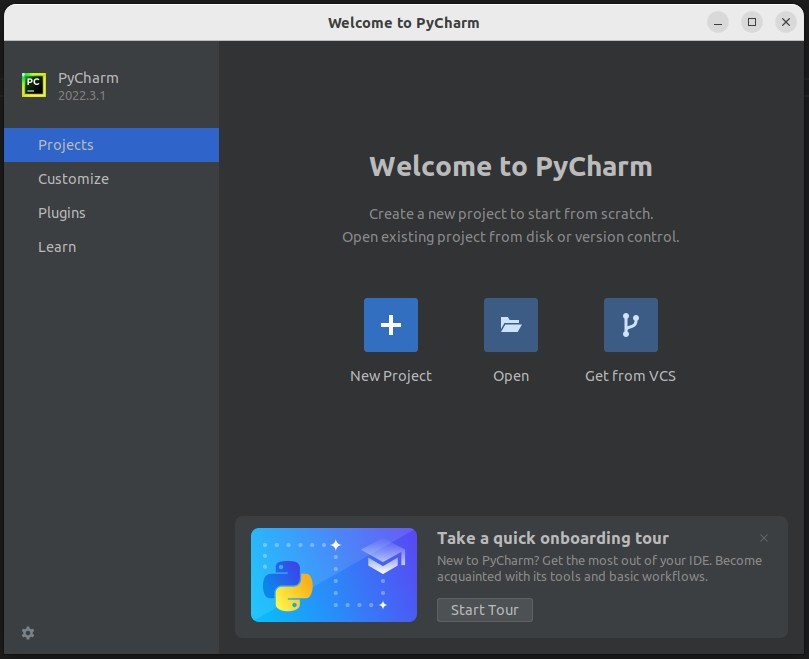 Welcome to PyCharm
PC
PyCharm
2022.3.1
Projects
Customize
Plugins
Learn
Welcome to PyCharm
Create a new project to start from scratch.
Open existing project from disk or version control.
New Project
Open
Get from VCS
Take a quick onboarding tour
New to PyCharm? Get the most out of your IDE. Become
acquainted with its tools and basic workflows.
Start Tour